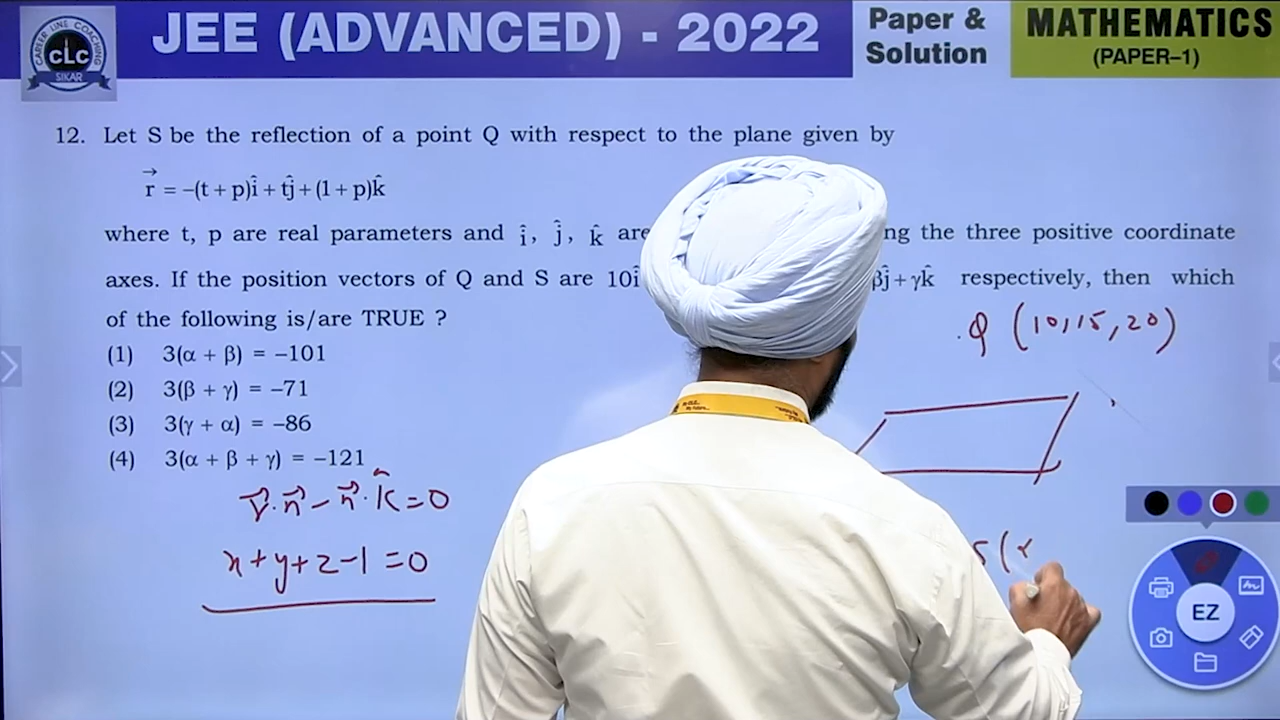 CAREER LINE COACHING
CLC
SIKAR
JEE (ADVANCED) - 2022
Paper &
Solution
MATHEMATICS
(PAPER–1)
12. Let S be the reflection of a point Q with respect to the plane given by
r⃗ = –(t + p)î + tĵ + (1 + p)k̂
where t, p are real parameters and î, ĵ, k̂ are ng the three positive coordinate
axes. If the position vectors of Q and S are 10î βĵ + γk̂ respectively, then which
of the following is/are TRUE ?
(1) 3(α + β) = –101
(2) 3(β + γ) = –71
(3) 3(γ + α) = –86
(4) 3(α + β + γ) = –121
r⃗.n⃗ – n⃗.k̂ = 0
x+y+z-1=0
.Q (10,15,20)
S (
EZ